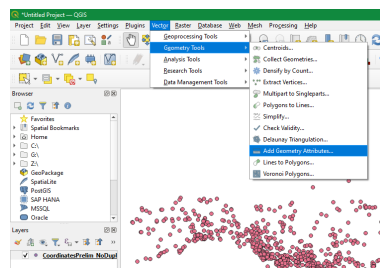 *Untitled Project — QGIS
Project Edit View Layer Settings Plugins Vector Raster Database Web Mesh Processing Help
Geoprocessing Tools
Geometry Tools
Analysis Tools
Research Tools
Data Management Tools
Centroids...
Collect Geometries...
Densify by Count...
Extract Vertices...
Multipart to Singleparts...
Polygons to Lines...
Simplify...
Check Validity...
Delaunay Triangulation...
Add Geometry Attributes...
Lines to Polygons...
Voronoi Polygons...
Browser
Favorites
Spatial Bookmarks
Home
C:\
G:\
Z:\
GeoPackage
SpatiaLite
PostGIS
SAP HANA
MSSQL
Oracle
Layers
CoordinatesPrelim_NoDupl